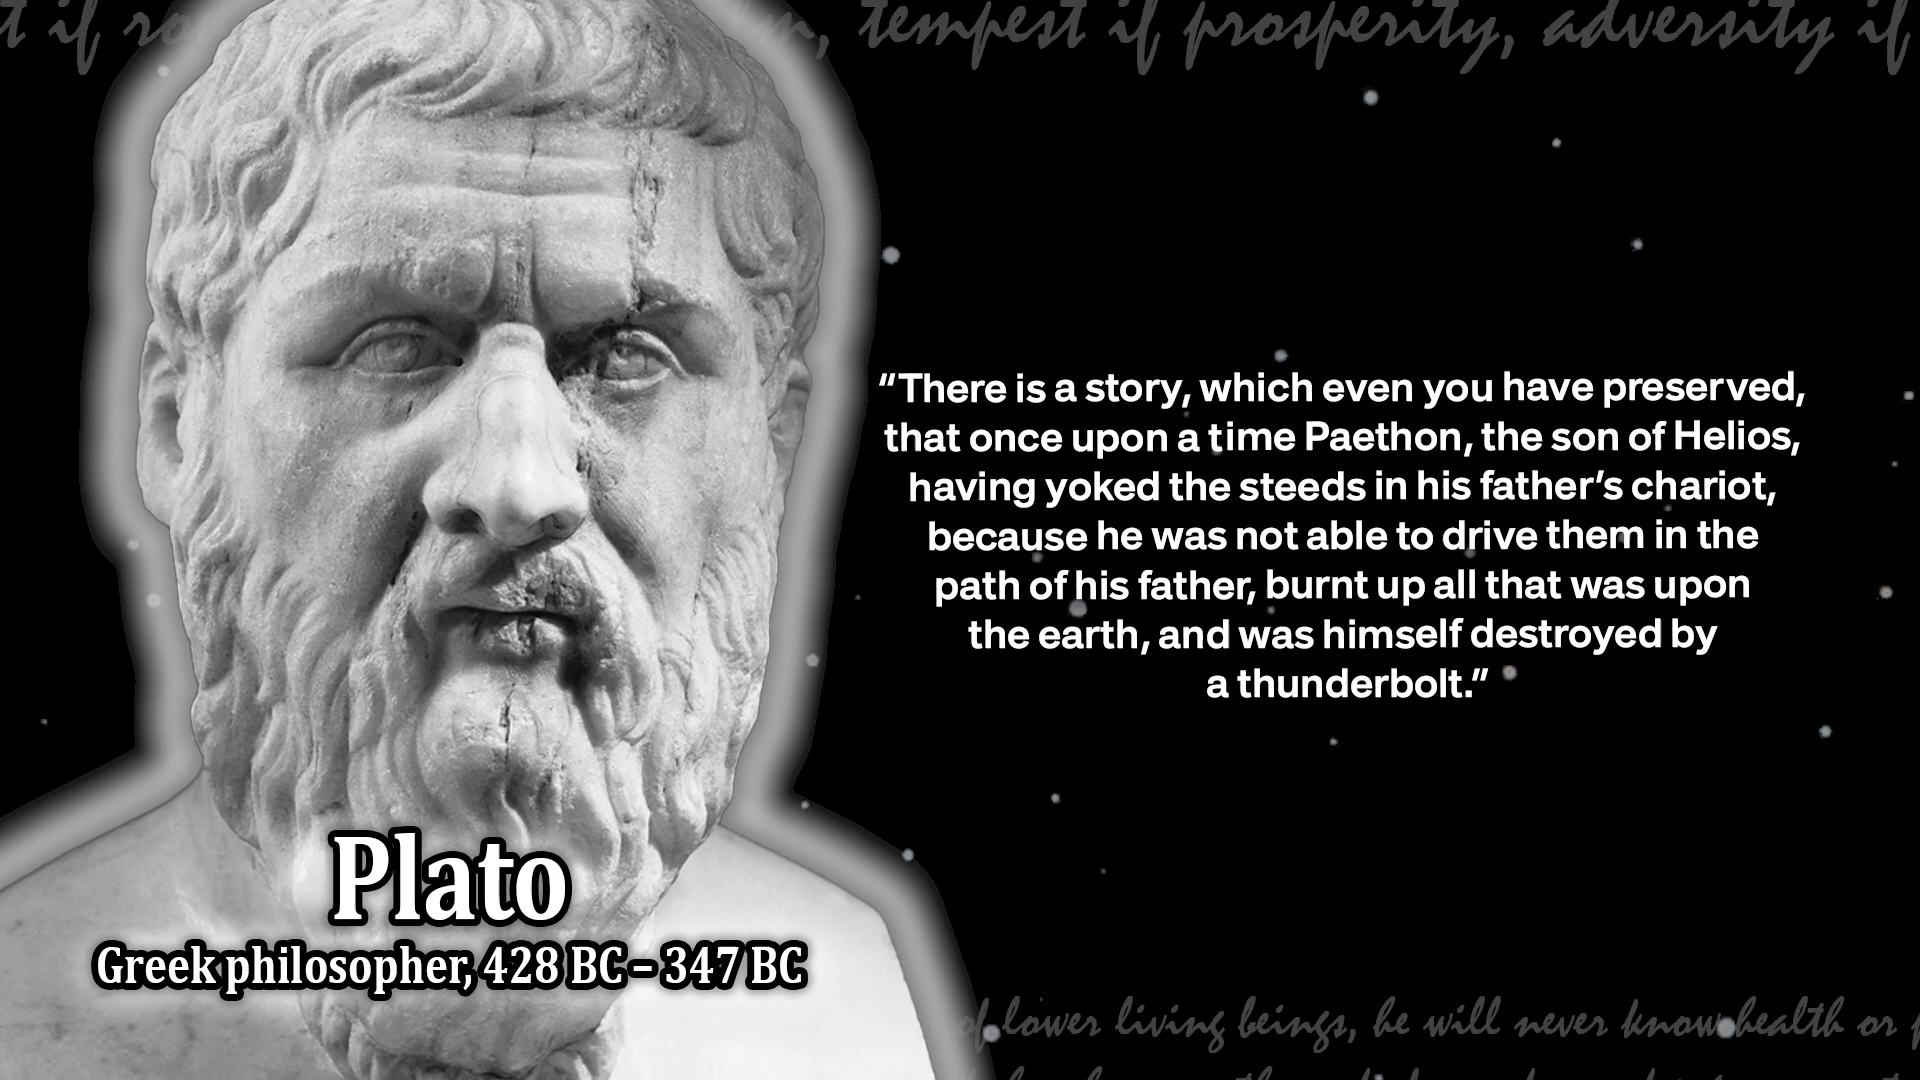 t if
, tempest if prosperity, adversity if
“There is a story, which even you have preserved,
that once upon a time Paethon, the son of Helios,
having yoked the steeds in his father’s chariot,
because he was not able to drive them in the
path of his father, burnt up all that was upon
the earth, and was himself destroyed by
a thunderbolt.”
Plato
Greek philosopher, 428 BC – 347 BC
of lower living beings, he will never know health or